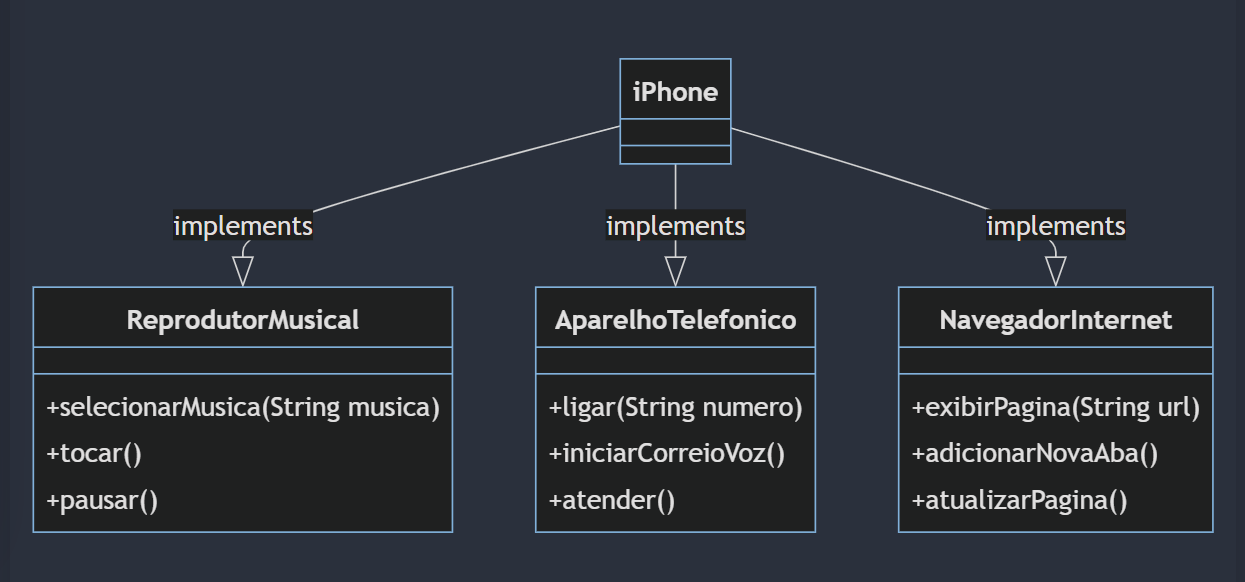 iPhone
implements
implements
implements
ReprodutorMusical
+selecionarMusica(String musica)
+tocar()
+pausar()
AparelhoTelefonico
+ligar(String numero)
+iniciarCorreioVoz()
+atender()
NavegadorInternet
+exibirPagina(String url)
+adicionarNovaAba()
+atualizarPagina()